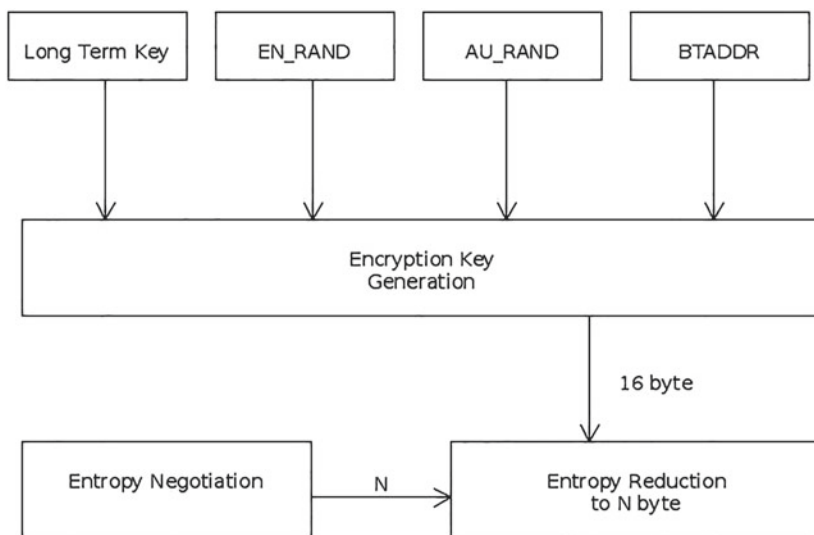 Long Term Key
EN_RAND
AU_RAND
BTADDR
Encryption Key
Generation
16 byte
Entropy Negotiation
N
Entropy Reduction
to N byte